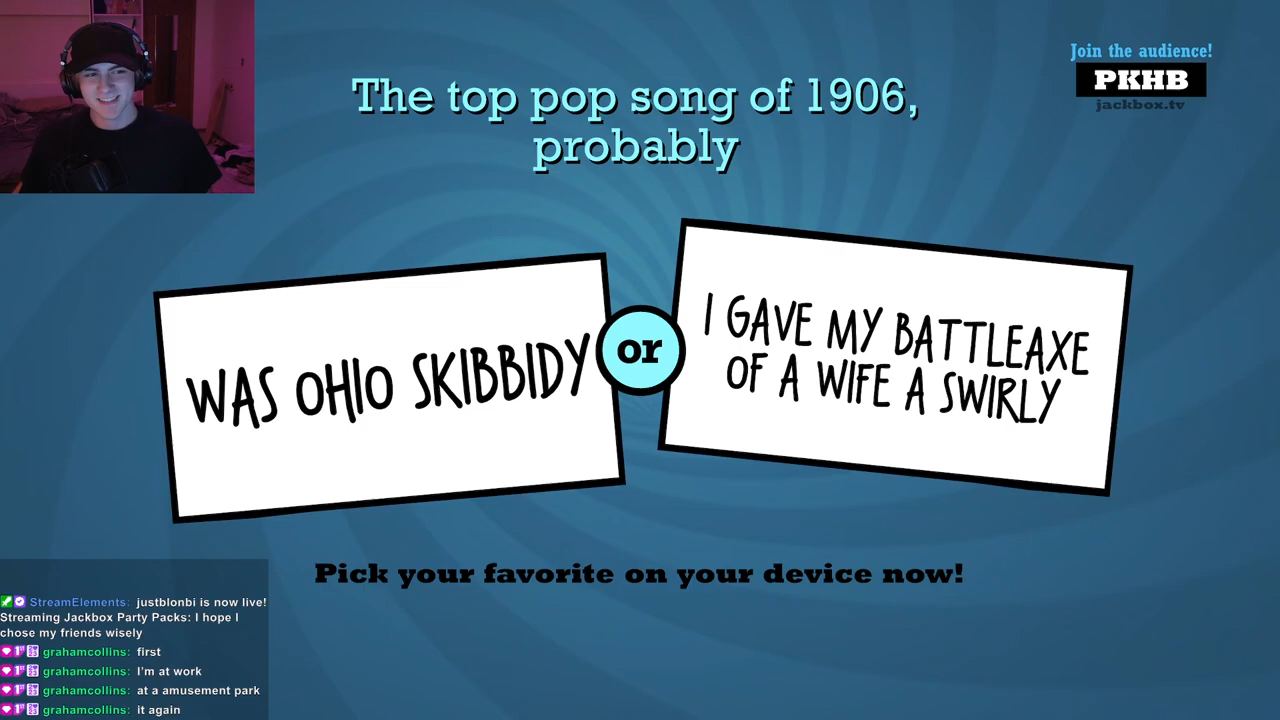 Join the audience!
PKHB
jackbox.tv
The top pop song of 1906,
probably
WAS OHIO SKIBBIDY
or
I GAVE MY BATTLEAXE
OF A WIFE A SWIRLY
Pick your favorite on your device now!
StreamElements: justblonbi is now live!
Streaming Jackbox Party Packs: I hope I
chose my friends wisely
grahamcollins: first
grahamcollins: I'm at work
grahamcollins: at a amusement park
grahamcollins: it again